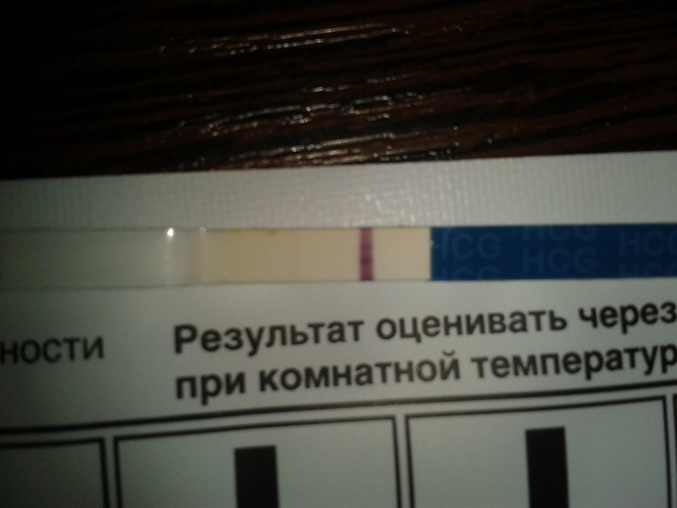 HCG HCG HCG
HCG HCG HCG
ности
Результат оценивать через
при комнатной температур